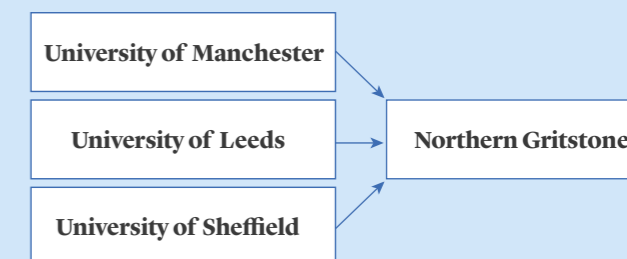 University of Manchester
University of Leeds
Northern Gritstone
University of Sheffield